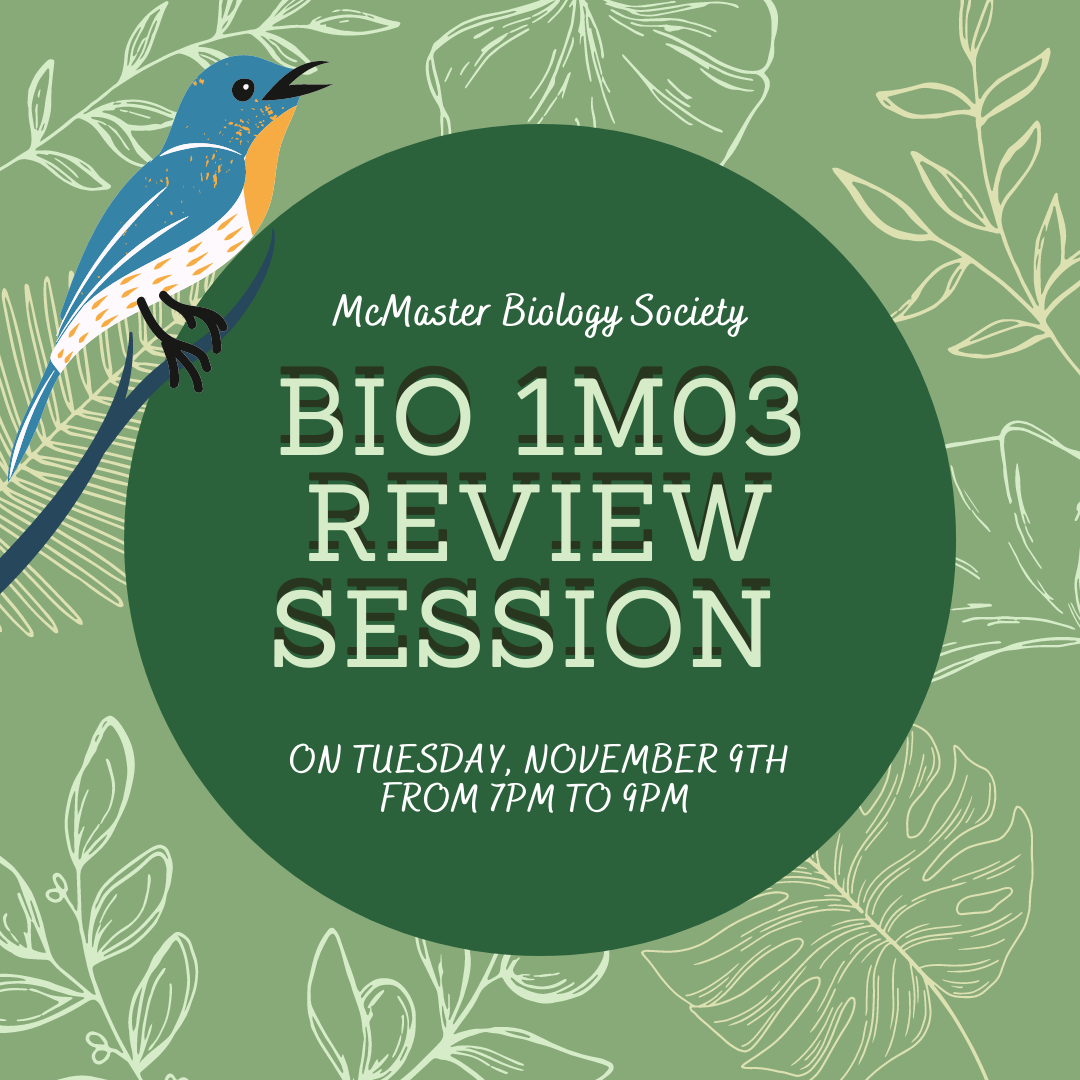 McMaster Biology Society
BIO 1M03
REVIEW
SESSION
ON TUESDAY, NOVEMBER 9TH
FROM 7PM TO 9PM